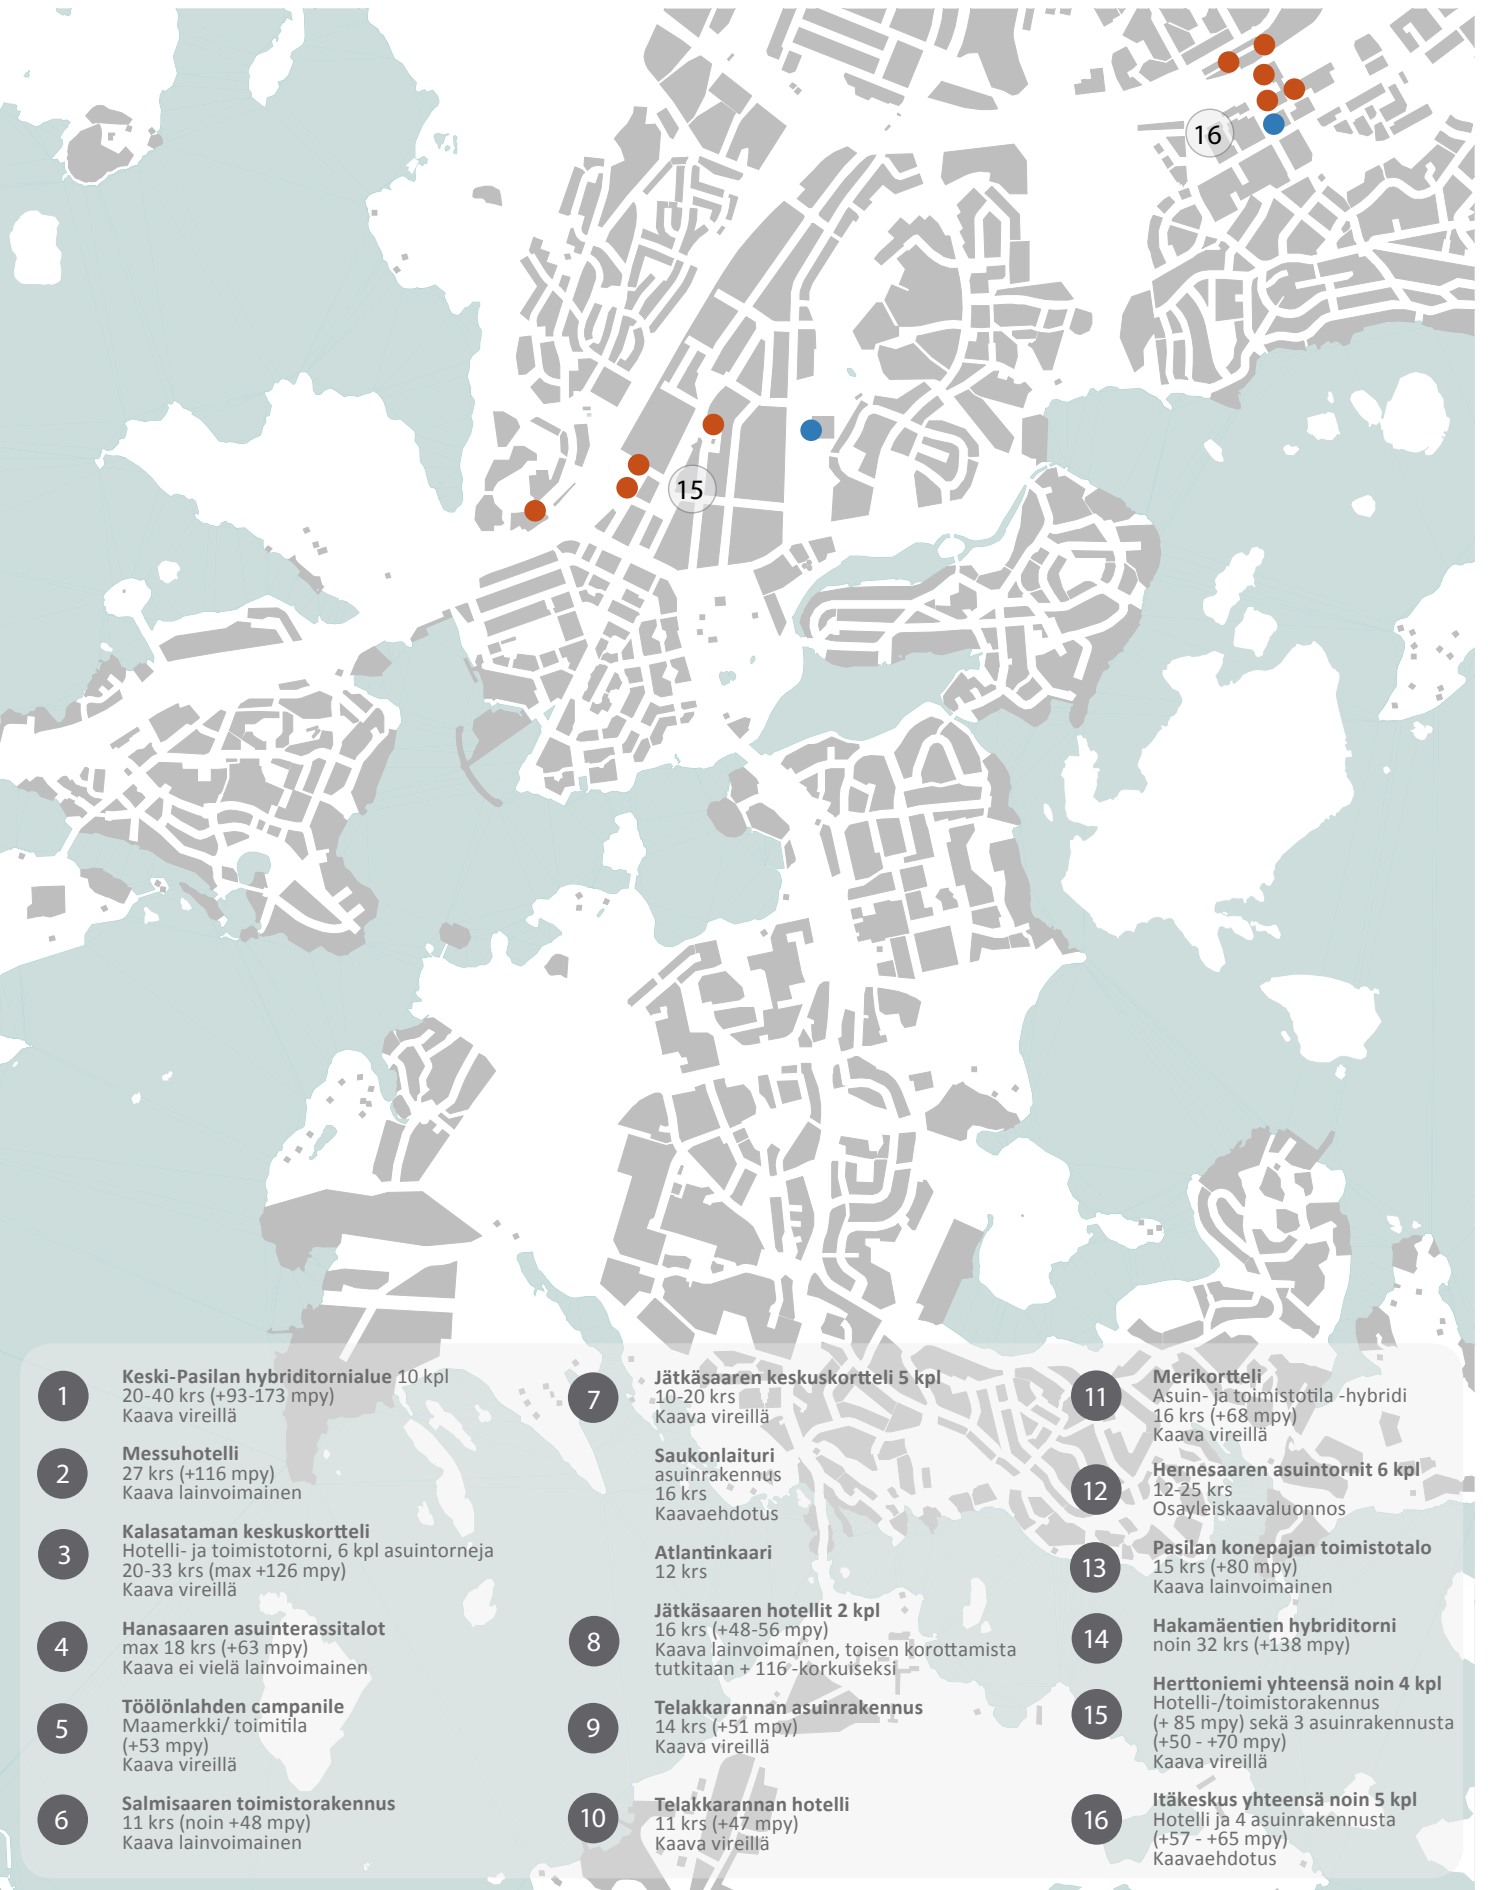 16
15
1
Keski-Pasilan hybriditornialue 10 kpl
20-40 krs (+93-173 mpy)
Kaava vireillä
2
Messuhotelli
27 krs (+116 mpy)
Kaava lainvoimainen
3
Kalasataman keskuskortteli
Hotelli- ja toimistotorni, 6 kpl asuintorneja
20-33 krs (max +126 mpy)
Kaava vireillä
4
Hanasaaren asuinterassitalot
max 18 krs (+63 mpy)
Kaava ei vielä lainvoimainen
5
Töölönlahden campanile
Maamerkki/ toimitila
(+53 mpy)
Kaava vireillä
6
Salmisaaren toimistorakennus
11 krs (noin +48 mpy)
Kaava lainvoimainen
7
Jätkäsaaren keskuskortteli 5 kpl
10-20 krs
Kaava vireillä
Saukonlaituri
asuinrakennus
16 krs
Kaavaehdotus
Atlantinkaari
12 krs
8
Jätkäsaaren hotellit 2 kpl
16 krs (+48-56 mpy)
Kaava lainvoimainen, toisen korottamista
tutkitaan + 116 -korkuiseksi
9
Telakkarannan asuinrakennus
14 krs (+51 mpy)
Kaava vireillä
10
Telakkarannan hotelli
11 krs (+47 mpy)
Kaava vireillä
11
Merikortteli
Asuin- ja toimistotila -hybridi
16 krs (+68 mpy)
Kaava vireillä
12
Hernesaaren asuintornit 6 kpl
12-25 krs
Osayleiskaavaluonnos
13
Pasilan konepajan toimistotalo
15 krs (+80 mpy)
Kaava lainvoimainen
14
Hakamäentien hybriditorni
noin 32 krs (+138 mpy)
15
Herttoniemi yhteensä noin 4 kpl
Hotelli-/toimistorakennus
(+ 85 mpy) sekä 3 asuinrakennusta
(+50 - +70 mpy)
Kaava vireillä
16
Itäkeskus yhteensä noin 5 kpl
Hotelli ja 4 asuinrakennusta
(+57 - +65 mpy)
Kaavaehdotus